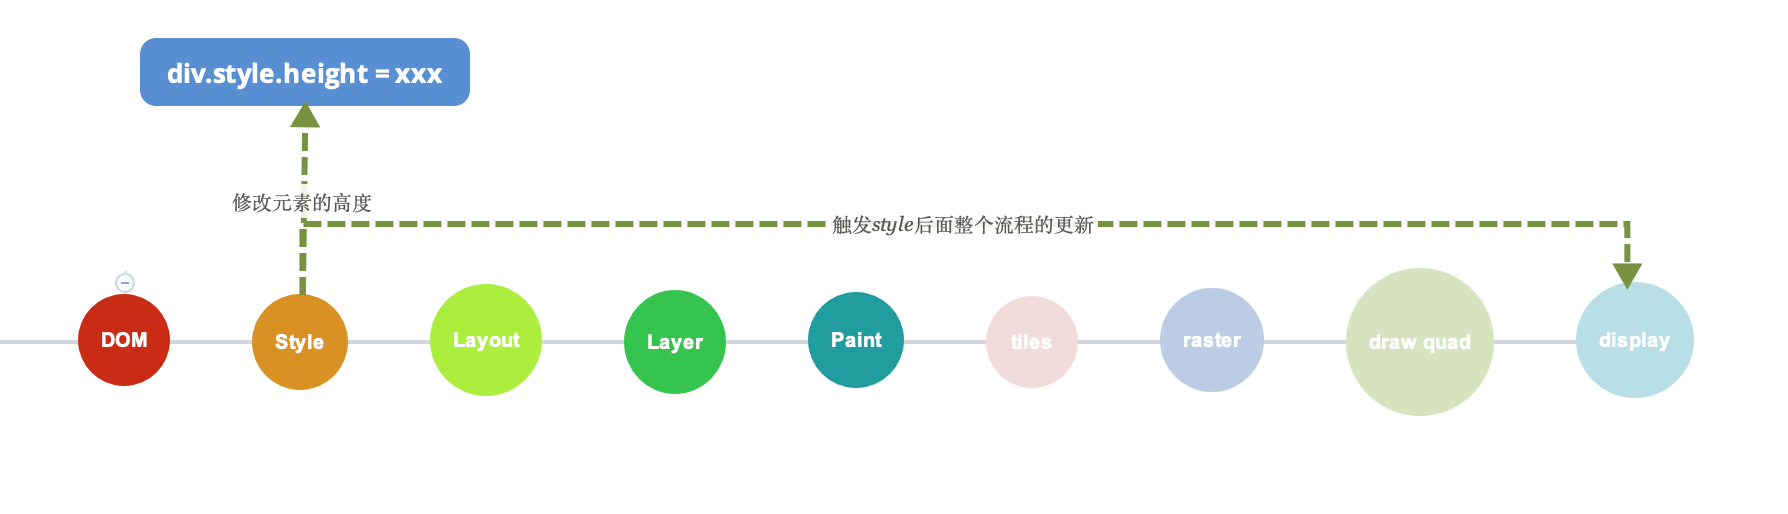 div.style.height = xxx
修改元素的高度
触发style后面整个流程的更新
DOM
Style
Layout
Layer
Paint
tiles
raster
draw quad
display